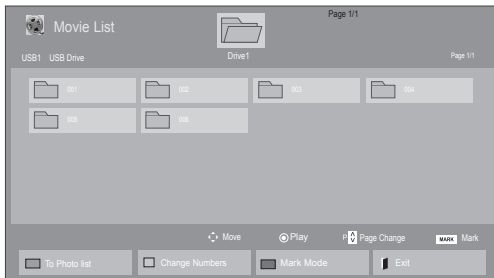 Page 1/1
Movie List
USB1 USB Drive
Drive1
Page 1/1
001
002
003
004
005
006
Move
Play
P Page Change
MARK Mark
To Photo list
Change Numbers
Mark Mode
Exit